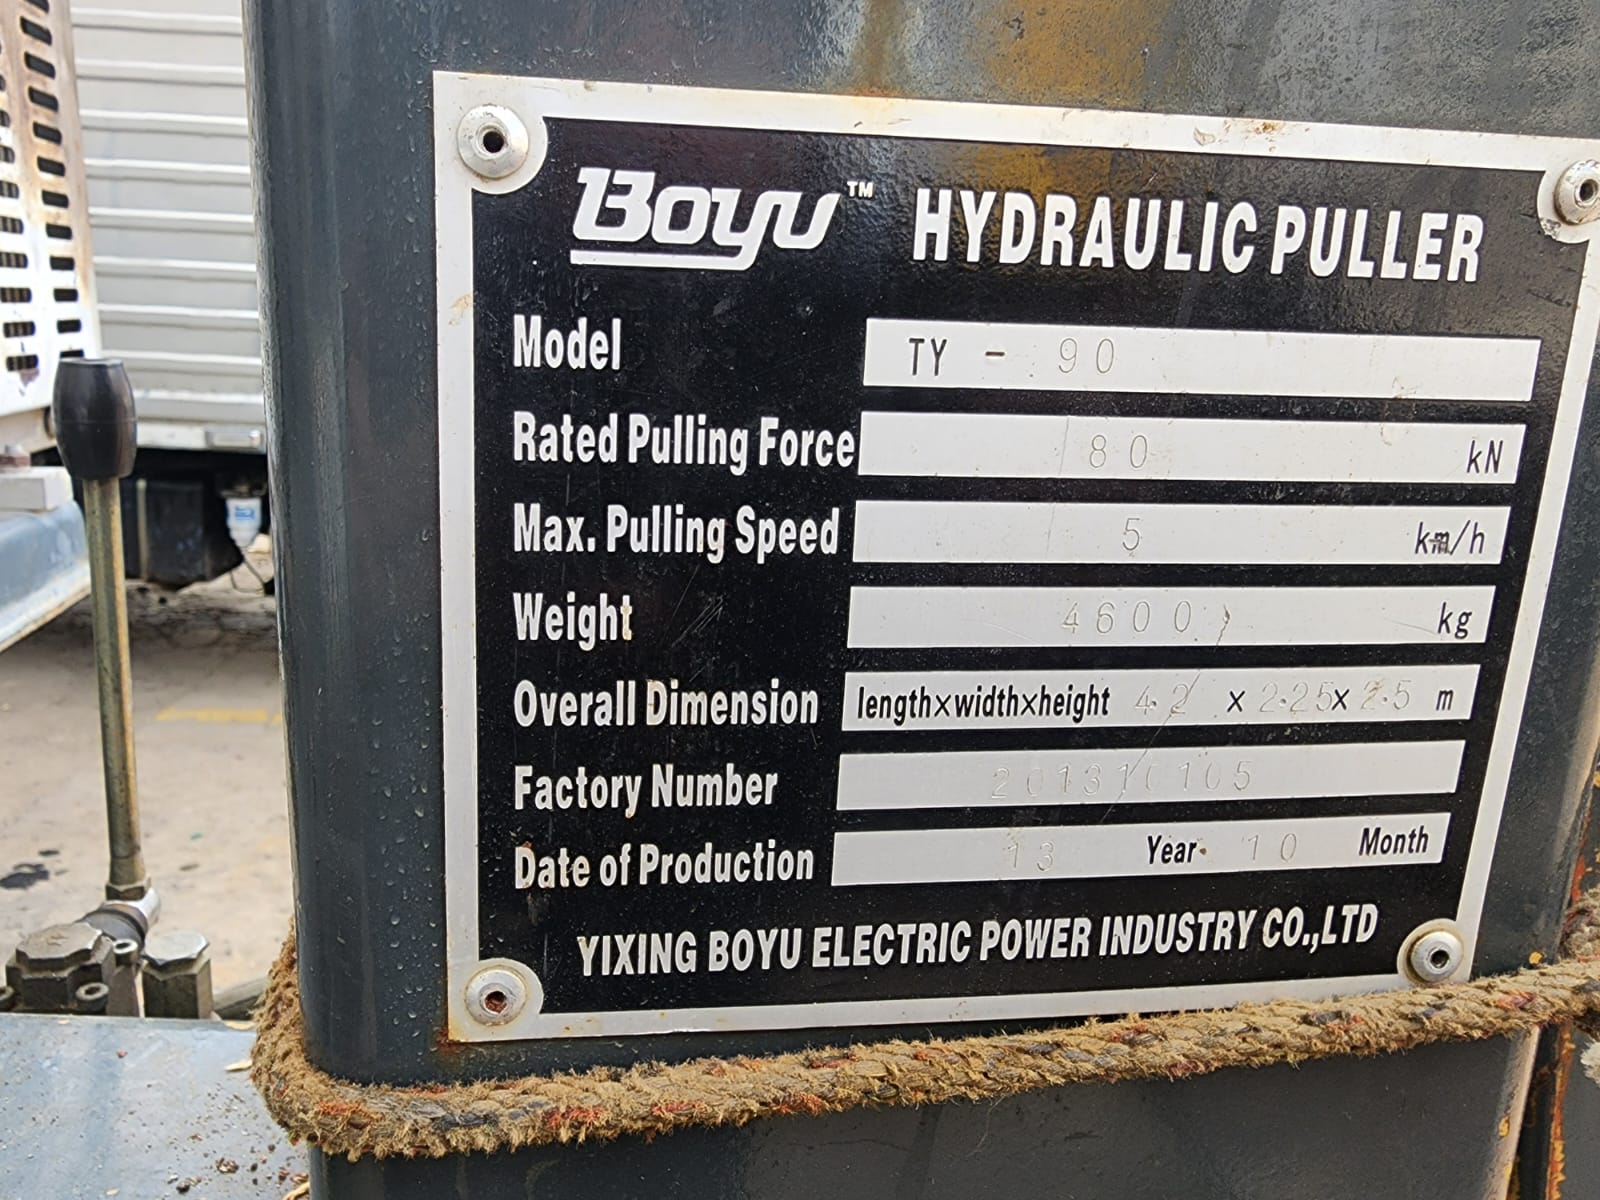 Boyu™ HYDRAULIC PULLER
Model TY - 90
Rated Pulling Force 80 kN
Max. Pulling Speed 5 km/h
Weight 4600 kg
Overall Dimension length×width×height 4.2 × 2.25× 2.5 m
Factory Number 201310105
Date of Production 13 Year 10 Month
YIXING BOYU ELECTRIC POWER INDUSTRY CO.,LTD